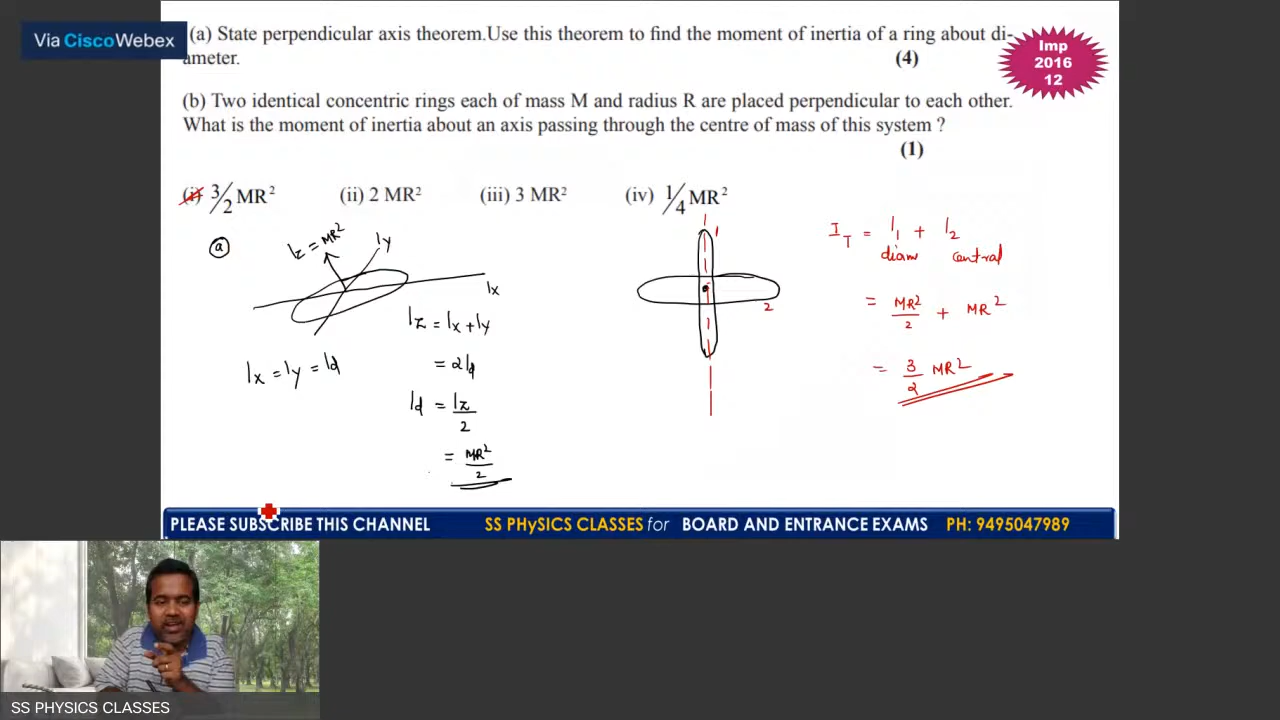 Via CiscoWebex
(a) State perpendicular axis theorem.Use this theorem to find the moment of inertia of a ring about di-
ameter. (4)
Imp
2016
12
(b) Two identical concentric rings each of mass M and radius R are placed perpendicular to each other.
What is the moment of inertia about an axis passing through the centre of mass of this system ?
(1)
(i) 3/2 MR² (ii) 2 MR² (iii) 3 MR² (iv) 1/4 MR²
a
Iz = MR²
Iy
Ix
Iz = Ix + Iy
= 2Id
Ix = Iy = Id
Id = Iz/2
= MR²/2
1
2
I_T = I₁ + I₂
diam central
= MR²/2 + MR²
= 3/2 MR²
PLEASE SUBSCRIBE THIS CHANNEL SS PHySICS CLASSES for BOARD AND ENTRANCE EXAMS PH: 9495047989
SS PHYSICS CLASSES